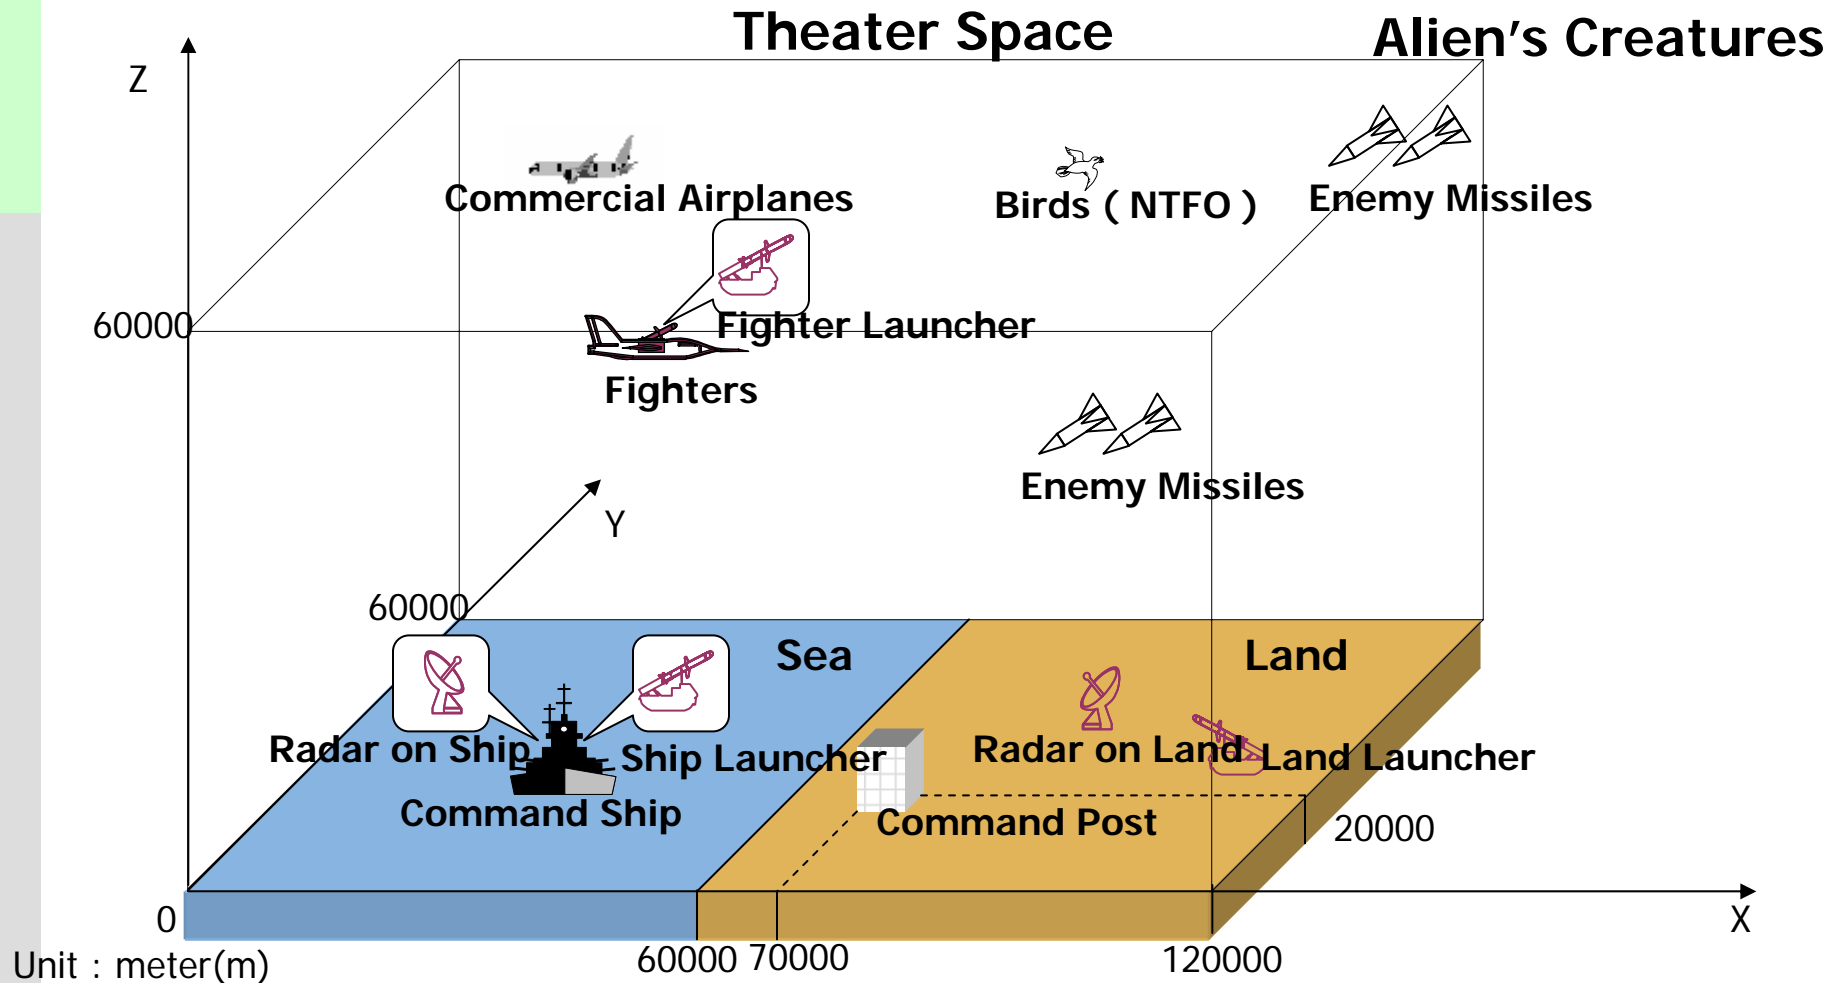 Theater Space
Alien's Creatures
Z
Commercial Airplanes
Birds ( NTFO )
Enemy Missiles
60000
Fighter Launcher
Fighters
Enemy Missiles
Y
60000
Sea
Land
Radar on Ship
Ship Launcher
Radar on Land
Land Launcher
Command Ship
Command Post
20000
0
X
60000
70000
120000
Unit : meter(m)